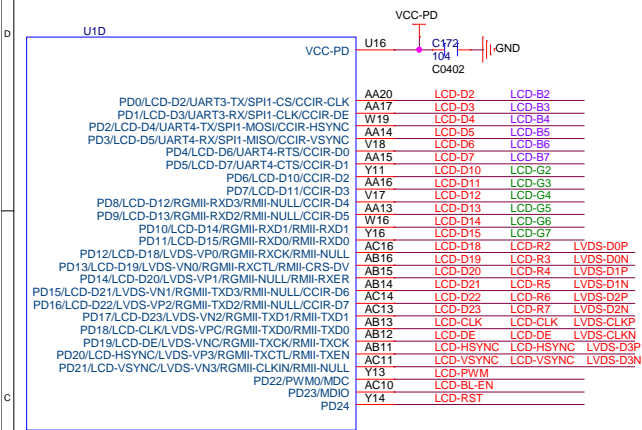 VCC-PD
D
U1D
U16
C172
VCC-PD
GND
104
C0402
AA20 LCD-D2 LCD-B2
PD0/LCD-D2/UART3-TX/SPI1-CS/CCIR-CLK
AA17 LCD-D3 LCD-B3
PD1/LCD-D3/UART3-RX/SPI1-CLK/CCIR-DE
W19 LCD-D4 LCD-B4
PD2/LCD-D4/UART4-TX/SPI1-MOSI/CCIR-HSYNC
AA14 LCD-D5 LCD-B5
PD3/LCD-D5/UART4-RX/SPI1-MISO/CCIR-VSYNC
V18 LCD-D6 LCD-B6
PD4/LCD-D6/UART4-RTS/CCIR-D0
AA15 LCD-D7 LCD-B7
PD5/LCD-D7/UART4-CTS/CCIR-D1
Y11 LCD-D10 LCD-G2
PD6/LCD-D10/CCIR-D2
AA16 LCD-D11 LCD-G3
PD7/LCD-D11/CCIR-D3
V17 LCD-D12 LCD-G4
PD8/LCD-D12/RGMII-RXD3/RMII-NULL/CCIR-D4
AA13 LCD-D13 LCD-G5
PD9/LCD-D13/RGMII-RXD2/RMII-NULL/CCIR-D5
W16 LCD-D14 LCD-G6
PD10/LCD-D14/RGMII-RXD1/RMII-RXD1
Y16 LCD-D15 LCD-G7
PD11/LCD-D15/RGMII-RXD0/RMII-RXD0
AC16 LCD-D18 LCD-R2 LVDS-D0P
PD12/LCD-D18/LVDS-VP0/RGMII-RXCK/RMII-NULL
AB16 LCD-D19 LCD-R3 LVDS-D0N
PD13/LCD-D19/LVDS-VN0/RGMII-RXCTL/RMII-CRS-DV
AB15 LCD-D20 LCD-R4 LVDS-D1P
PD14/LCD-D20/LVDS-VP1/RGMII-NULL/RMII-RXER
AB14 LCD-D21 LCD-R5 LVDS-D1N
PD15/LCD-D21/LVDS-VN1/RGMII-TXD3/RMII-NULL/CCIR-D6
AC14 LCD-D22 LCD-R6 LVDS-D2P
PD16/LCD-D22/LVDS-VP2/RGMII-TXD2/RMII-NULL/CCIR-D7
AC13 LCD-D23 LCD-R7 LVDS-D2N
PD17/LCD-D23/LVDS-VN2/RGMII-TXD1/RMII-TXD1
AB13 LCD-CLK LCD-CLK LVDS-CLKP
PD18/LCD-CLK/LVDS-VPC/RGMII-TXD0/RMII-TXD0
AB12 LCD-DE LCD-DE LVDS-CLKN
PD19/LCD-DE/LVDS-VNC/RGMII-TXCK/RMII-TXCK
AB11 LCD-HSYNC LCD-HSYNC LVDS-D3P
PD20/LCD-HSYNC/LVDS-VP3/RGMII-TXCTL/RMII-TXEN
AC11 LCD-VSYNC LCD-VSYNC LVDS-D3N
PD21/LCD-VSYNC/LVDS-VN3/RGMII-CLKIN/RMII-NULL
Y13 LCD-PWM
PD22/PWM0/MDC
AC10 LCD-BL-EN
PD23/MDIO
Y14 LCD-RST
PD24
C